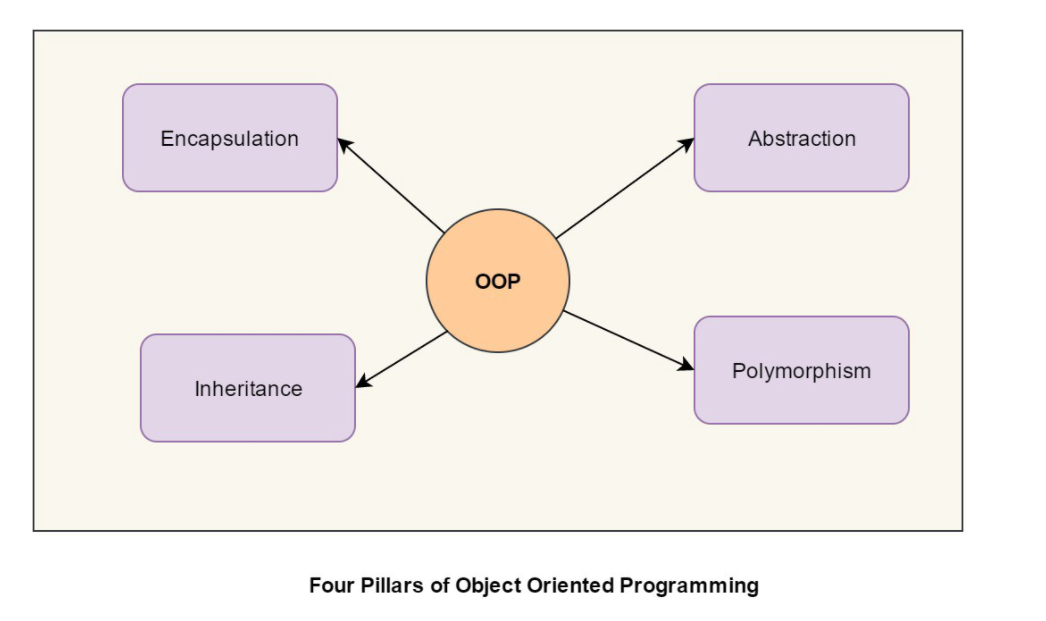 Encapsulation
Abstraction
OOP
Inheritance
Polymorphism
Four Pillars of Object Oriented Programming